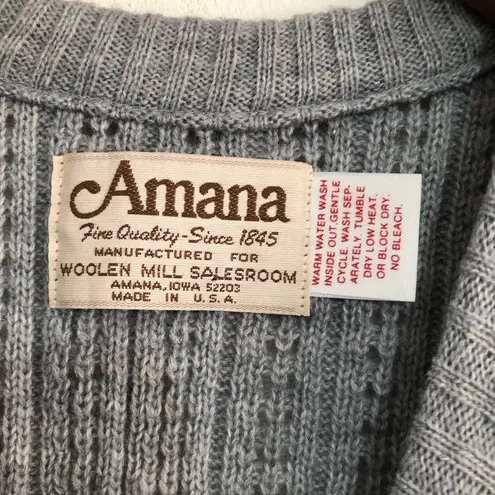 Amana
Fine Quality-Since 1845
MANUFACTURED FOR
WOOLEN MILL SALESROOM
AMANA, IOWA 52203
MADE IN U.S.A.
WARM WATER WASH
INSIDE OUT, GENTLE
CYCLE. WASH SEP-
ARATELY. TUMBLE
DRY LOW HEAT,
OR BLOCK DRY.
NO BLEACH.